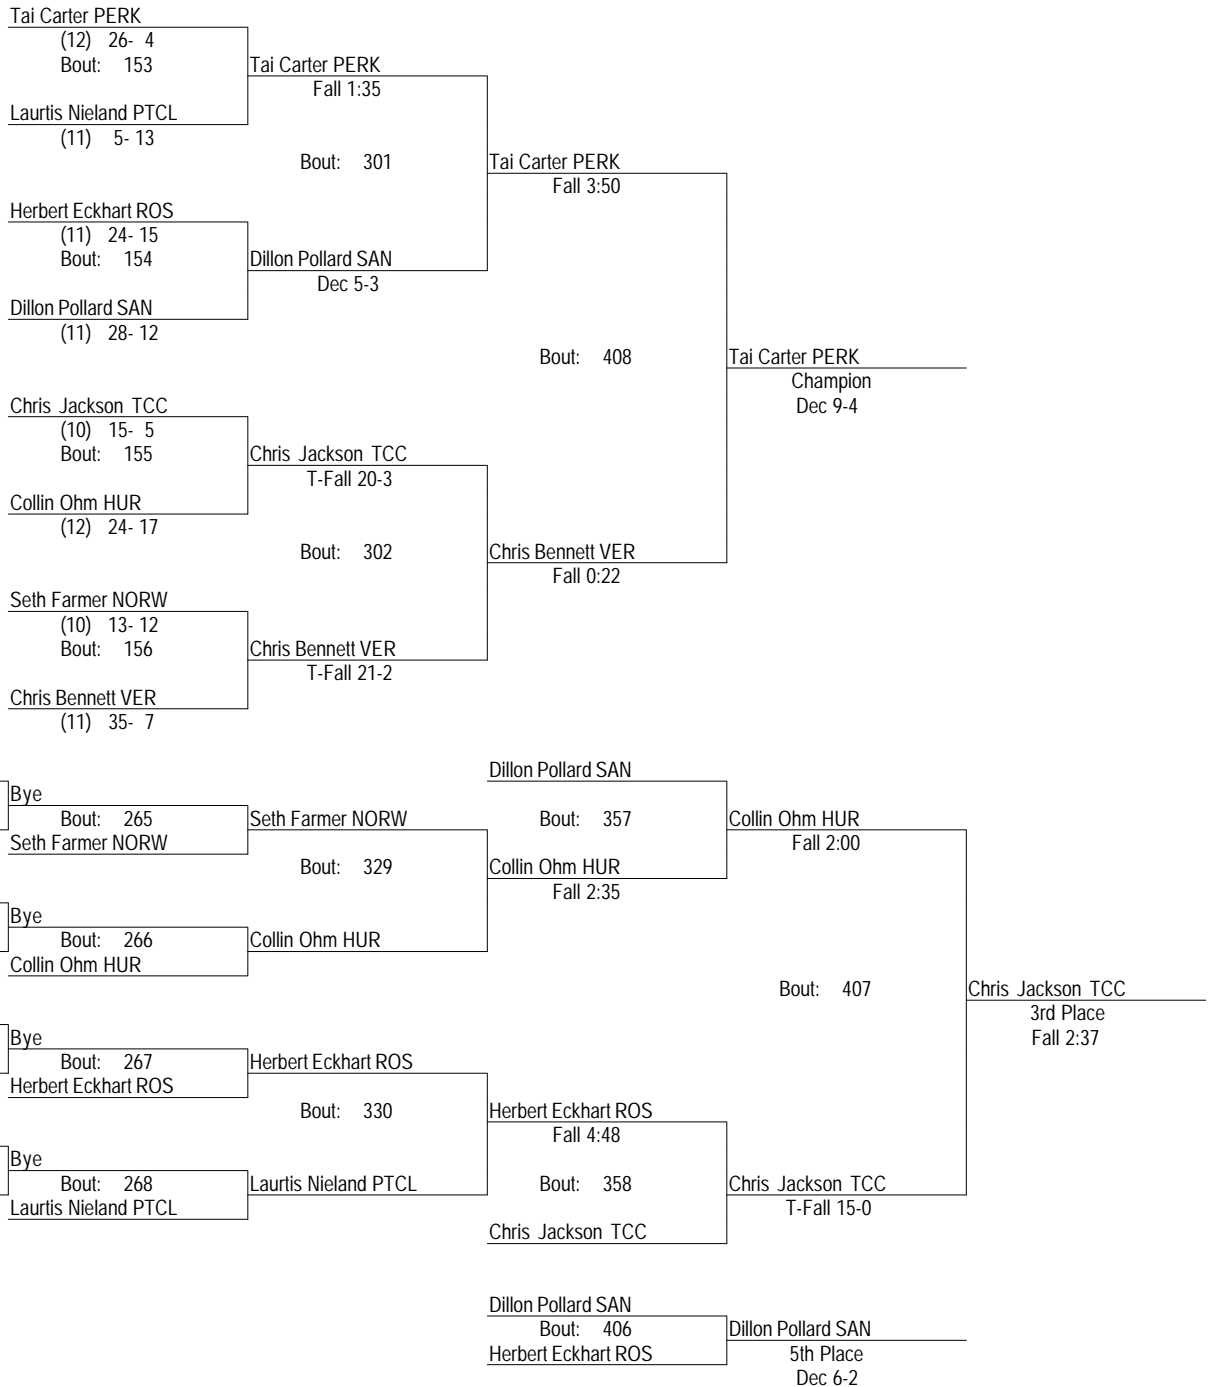 Tai Carter PERK
(12) 26- 4
Bout: 153
Tai Carter PERK
Fall 1:35
Laurtis Nieland PTCL
(11) 5- 13
Bout: 301
Tai Carter PERK
Fall 3:50
Herbert Eckhart ROS
(11) 24- 15
Bout: 154
Dillon Pollard SAN
Dec 5-3
Dillon Pollard SAN
(11) 28- 12
Bout: 408
Tai Carter PERK
Champion
Dec 9-4
Chris Jackson TCC
(10) 15- 5
Bout: 155
Chris Jackson TCC
T-Fall 20-3
Collin Ohm HUR
(12) 24- 17
Bout: 302
Chris Bennett VER
Fall 0:22
Seth Farmer NORW
(10) 13- 12
Bout: 156
Chris Bennett VER
T-Fall 21-2
Chris Bennett VER
(11) 35- 7
Dillon Pollard SAN
Bye
Bout: 265
Seth Farmer NORW
Seth Farmer NORW
Bout: 357
Collin Ohm HUR
Fall 2:00
Bout: 329
Collin Ohm HUR
Fall 2:35
Bye
Bout: 266
Collin Ohm HUR
Collin Ohm HUR
Bout: 407
Chris Jackson TCC
3rd Place
Fall 2:37
Bye
Bout: 267
Herbert Eckhart ROS
Herbert Eckhart ROS
Bout: 330
Herbert Eckhart ROS
Fall 4:48
Bye
Bout: 268
Laurtis Nieland PTCL
Laurtis Nieland PTCL
Bout: 358
Chris Jackson TCC
T-Fall 15-0
Chris Jackson TCC
Dillon Pollard SAN
Bout: 406
Herbert Eckhart ROS
Dillon Pollard SAN
5th Place
Dec 6-2